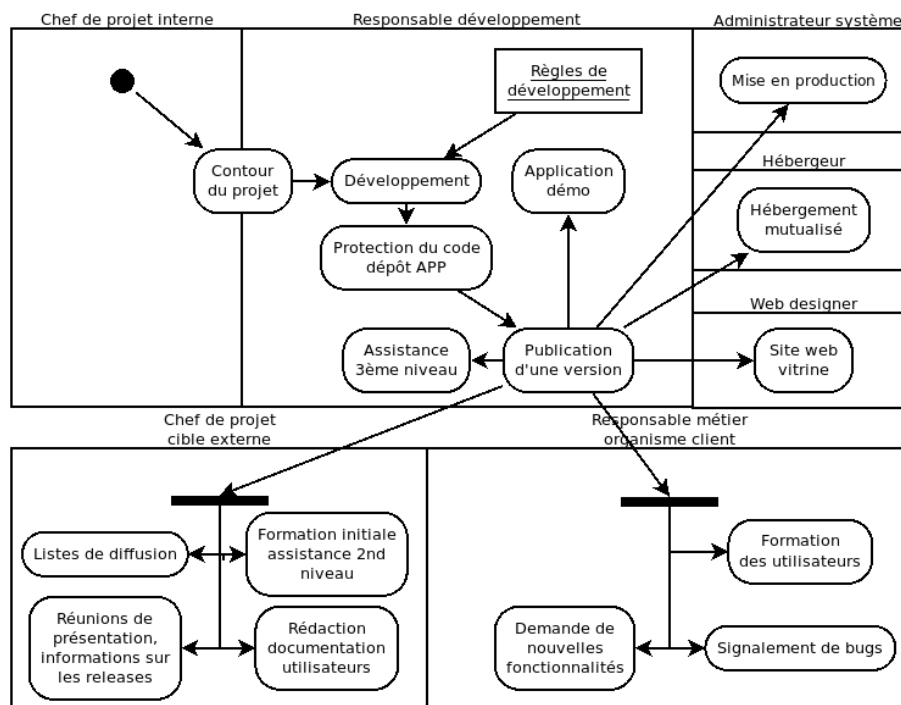 Chef de projet interne
Responsable développement
Administrateur système
Règles de
développement
Mise en production
Contour
du projet
Développement
Application
démo
Hébergeur
Hébergement
mutualisé
Protection du code
dépôt APP
Web designer
Assistance
3ème niveau
Publication
d'une version
Site web
vitrine
Chef de projet
cible externe
Responsable métier
organisme client
Listes de diffusion
Formation initiale
assistance 2nd
niveau
Réunions de
présentation,
informations sur
les releases
Rédaction
documentation
utilisateurs
Formation
des utilisateurs
Demande de
nouvelles
fonctionnalités
Signalement de bugs